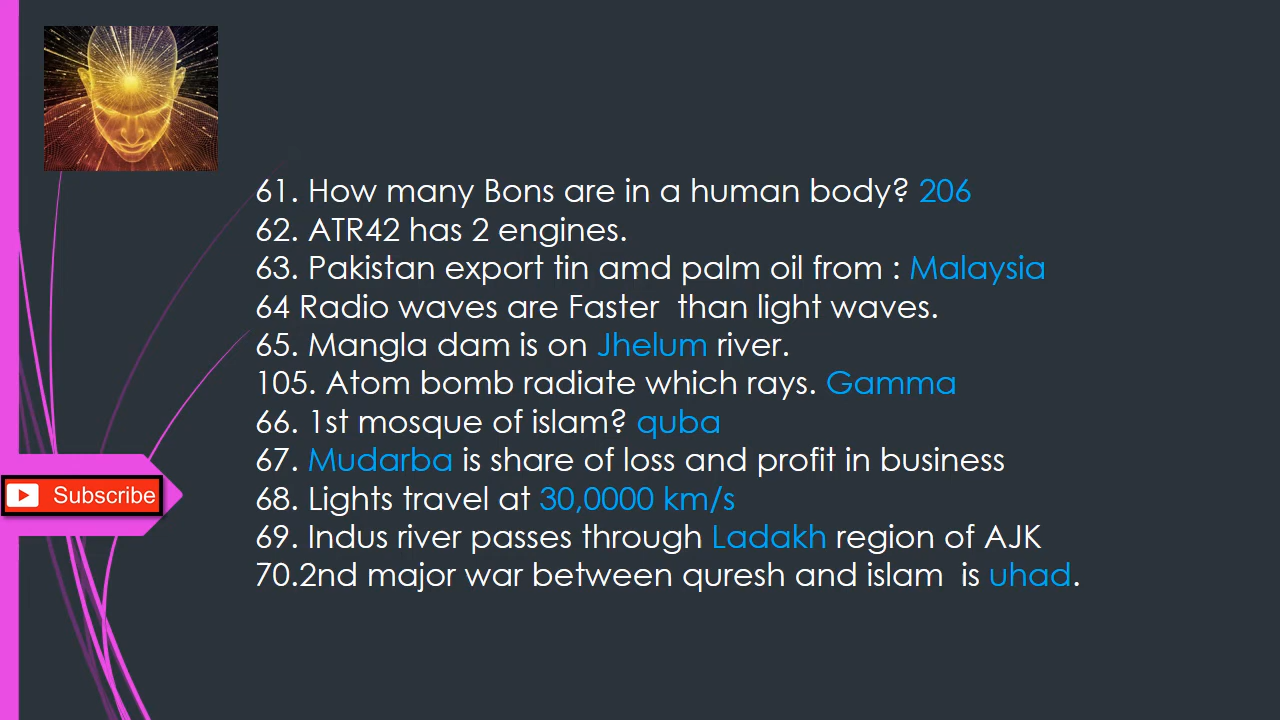 61. How many Bons are in a human body? 206
62. ATR42 has 2 engines.
63. Pakistan export tin amd palm oil from : Malaysia
64 Radio waves are Faster  than light waves.
65. Mangla dam is on Jhelum river.
105. Atom bomb radiate which rays. Gamma
66. 1st mosque of islam? quba
67. Mudarba is share of loss and profit in business
68. Lights travel at 30,0000 km/s
Subscribe
69. Indus river passes through Ladakh region of AJK
70.2nd major war between quresh and islam  is uhad.